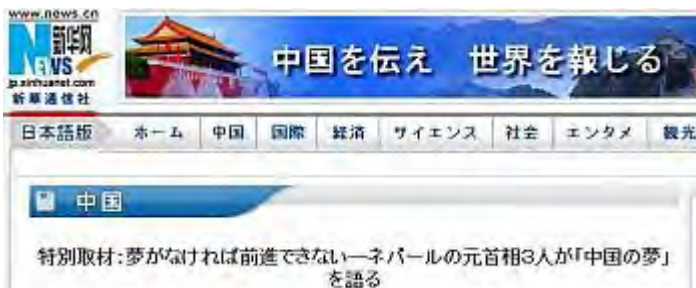 www.news.cn
新华网
NEWS
jp.xinhuanet.com
新華通信社
中国を伝え 世界を報じる
日本語版 ホーム 中国 国際 経済 サイエンス 社会 エンタメ 観光
中国
特別取材:夢がなければ前進できない―ネパールの元首相3人が「中国の夢」
を語る